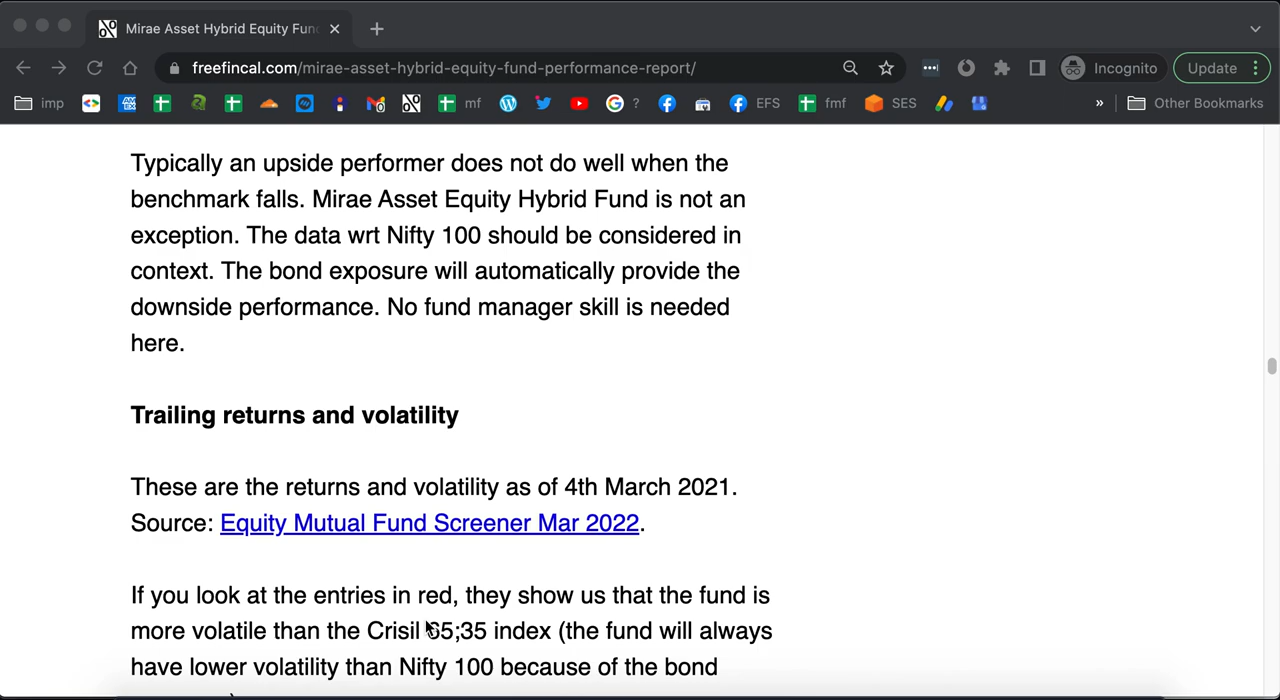 Mirae Asset Hybrid Equity Fun
freefincal.com/mirae-asset-hybrid-equity-fund-performance-report/
Incognito
Update
imp
mf
?
EFS
fmf
SES
»
Other Bookmarks
Typically an upside performer does not do well when the
benchmark falls. Mirae Asset Equity Hybrid Fund is not an
exception. The data wrt Nifty 100 should be considered in
context. The bond exposure will automatically provide the
downside performance. No fund manager skill is needed
here.
Trailing returns and volatility
These are the returns and volatility as of 4th March 2021.
Source: Equity Mutual Fund Screener Mar 2022.
If you look at the entries in red, they show us that the fund is
more volatile than the Crisil 65;35 index (the fund will always
have lower volatility than Nifty 100 because of the bond